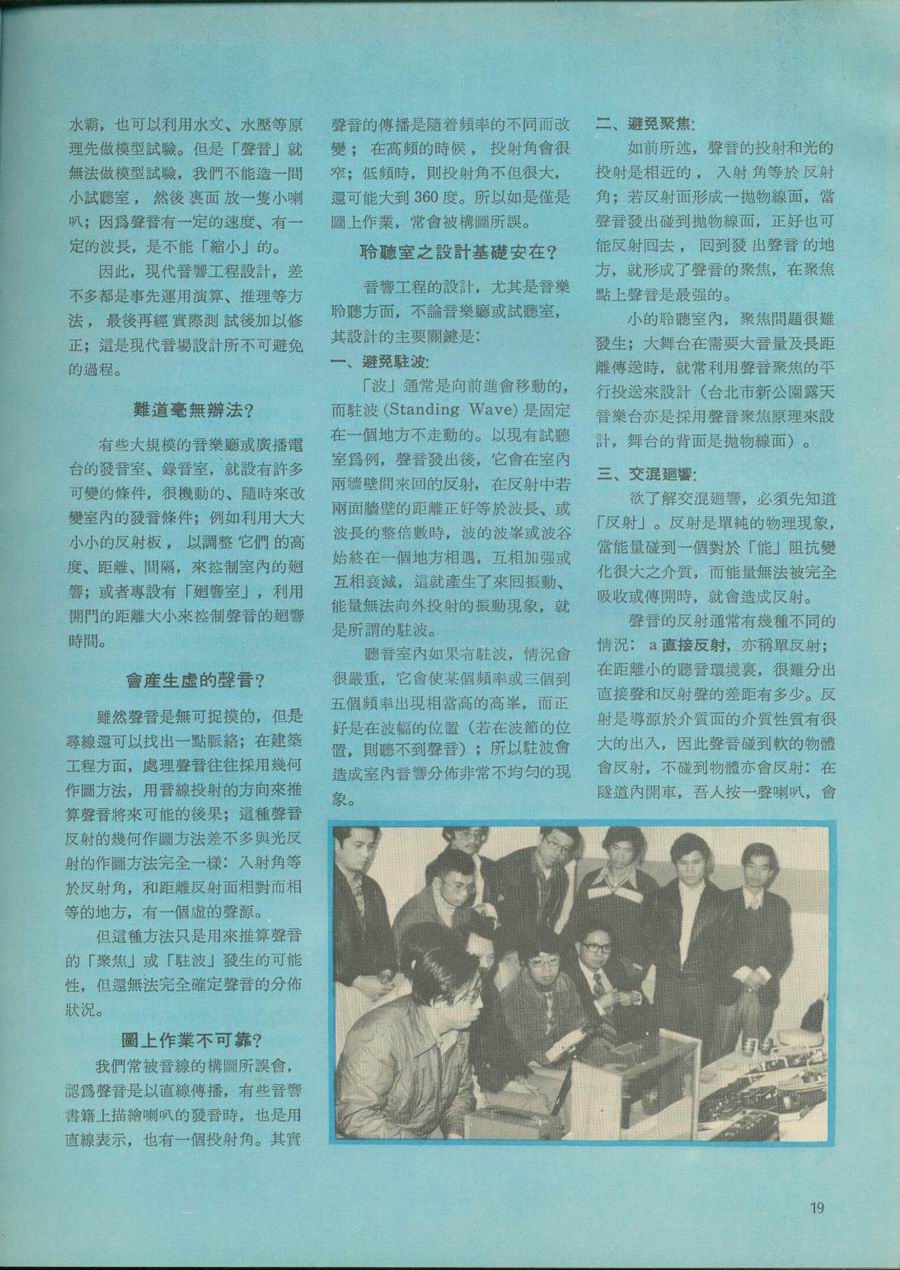 水霸，也可以利用水文、水壓等原
理先做模型試驗。但是「聲音」就
無法做模型試驗，我們不能造一間
小試聽室，然後裏面放一隻小喇
叭；因爲聲音有一定的速度、有一
定的波長，是不能「縮小」的。
因此，現代音響工程設計，差
不多都是事先運用演算、推理等方
法，最後再經實際測試後加以修
正；這是現代音場設計所不可避免
的過程。
難道毫無辦法？
有些大規模的音樂廳或廣播電
台的發音室、錄音室，就設有許多
可變的條件，很機動的、隨時來改
變室內的發音條件；例如利用大大
小小的反射板，以調整它們的高
度、距離、間隔，來控制室內的廻
響；或者專設有「廻響室」，利用
開門的距離大小來控制聲音的廻響
時間。
會產生虛的聲音？
雖然聲音是無可捉摸的，但是
尋線還可以找出一點脈絡；在建築
工程方面，處理聲音往往採用幾何
作圖方法，用音線投射的方向來推
算聲音將來可能的後果；這種聲音
反射的幾何作圖方法差不多與光反
射的作圖方法完全一樣：入射角等
於反射角，和距離反射面相對而相
等的地方，有一個虛的聲源。
但這種方法只是用來推算聲音
的「聚焦」或「駐波」發生的可能
性，但還無法完全確定聲音的分佈
狀況。
圖上作業不可靠？
我們常被音線的構圖所誤會，
認爲聲音是以直線傳播，有些音響
書籍上描繪喇叭的發音時，也是用
直線表示，也有一個投射角。其實
聲音的傳播是隨着頻率的不同而改
變；在高頻的時候，投射角會很
窄；低頻時，則投射角不但很大，
還可能大到360度。所以如是僅是
圖上作業，常會被構圖所誤。
聆聽室之設計基礎安在？
音響工程的設計，尤其是音樂
聆聽方面，不論音樂廳或試聽室，
其設計的主要關鍵是：
一、避免駐波：
「波」通常是向前進會移動的，
而駐波(Standing Wave)是固定
在一個地方不走動的。以現有試聽
室爲例，聲音發出後，它會在室內
兩牆壁間來回的反射，在反射中若
兩面牆壁的距離正好等於波長、或
波長的整倍數時，波的波峯或波谷
始終在一個地方相遇，互相加强或
互相衰減，這就產生了來回振動、
能量無法向外投射的振動現象，就
是所謂的駐波。
聽音室內如果有駐波，情況會
很嚴重，它會使某個頻率或三個到
五個頻率出現相當高的高峯，而正
好是在波幅的位置（若在波節的位
置，則聽不到聲音）；所以駐波會
造成室內音響分佈非常不均勻的現
象。
二、避免聚焦：
如前所述，聲音的投射和光的
投射是相近的，入射角等於反射
角；若反射面形成一拋物線面，當
聲音發出碰到拋物線面，正好也可
能反射回去，回到發出聲音的地
方，就形成了聲音的聚焦，在聚焦
點上聲音是最强的。
小的聆聽室內，聚焦問題很難
發生；大舞台在需要大音量及長距
離傳送時，就常利用聲音聚焦的平
行投送來設計（台北市新公園露天
音樂台亦是採用聲音聚焦原理來設
計，舞台的背面是拋物線面）。
三、交混廻響：
欲了解交混廻響，必須先知道
「反射」。反射是單純的物理現象，
當能量碰到一個對於「能」阻抗變
化很大之介質，而能量無法被完全
吸收或傳開時，就會造成反射。
聲音的反射通常有幾種不同的
情況：a直接反射，亦稱單反射；
在距離小的聽音環境裏，很難分出
直接聲和反射聲的差距有多少。反
射是導源於介質面的介質性質有很
大的出入，因此聲音碰到軟的物體
會反射，不碰到物體亦會反射：在
隧道內開車，吾人按一聲喇叭，會
19